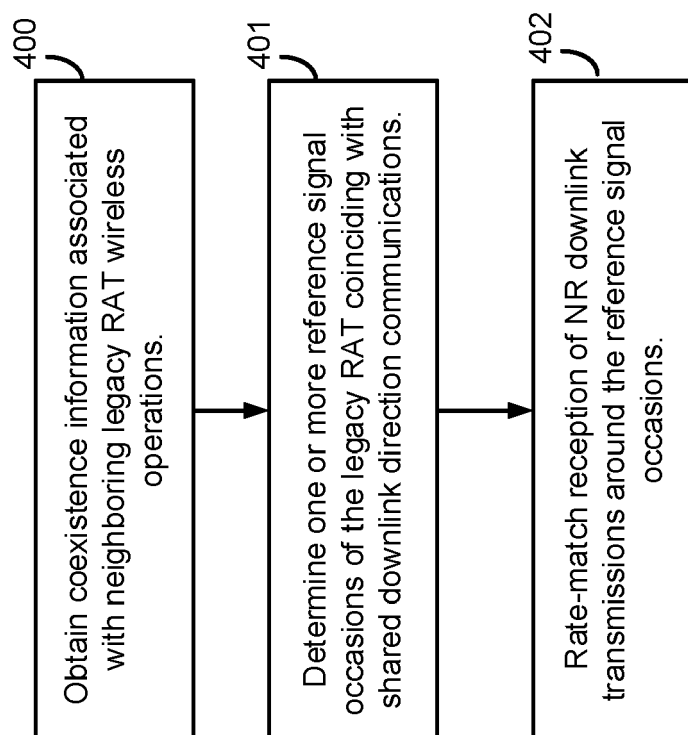 400
Obtain coexistence information associated
with neighboring legacy RAT wireless
operations.
401
Determine one or more reference signal
occasions of the legacy RAT coinciding with
shared downlink direction communications.
402
Rate-match reception of NR downlink
transmissions around the reference signal
occasions.